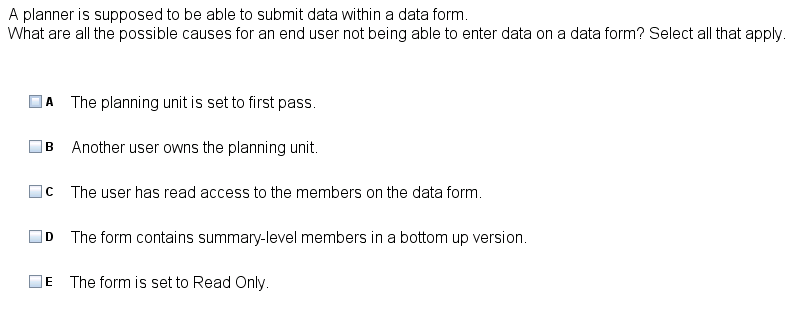 A planner is supposed to be able to submit data within a data form.
What are all the possible causes for an end user not being able to enter data on a data form? Select all that apply.
A The planning unit is set to first pass.
B Another user owns the planning unit.
C The user has read access to the members on the data form.
D The form contains summary-level members in a bottom up version.
E The form is set to Read Only.